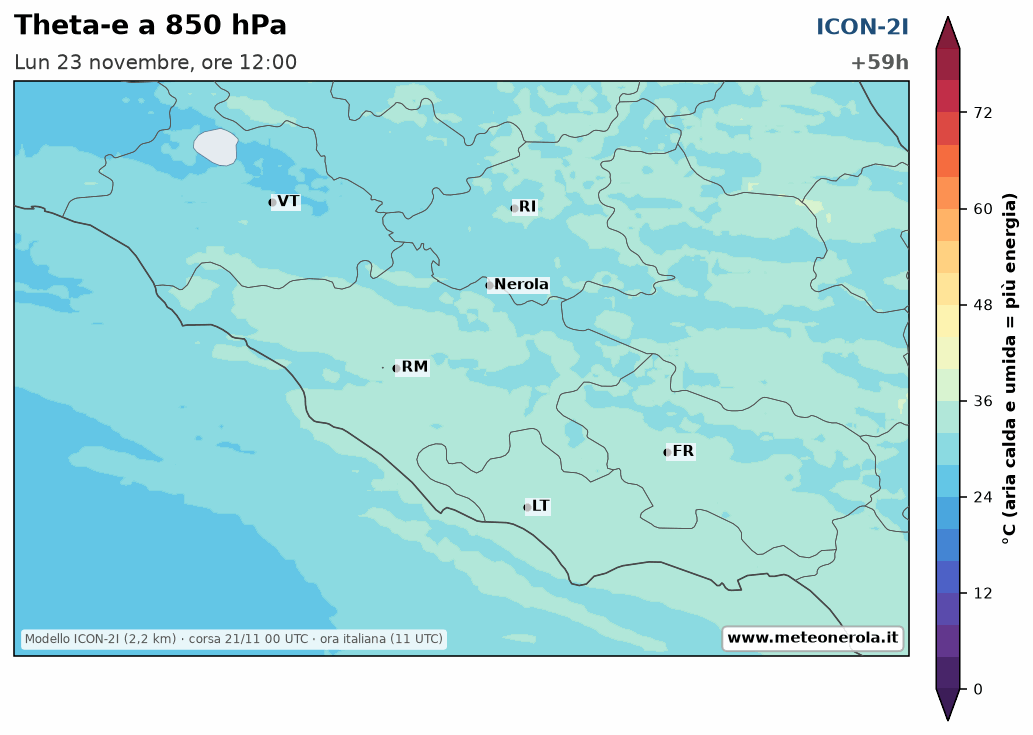 Theta-e a 850 hPa
ICON-2I
Lun 23 novembre, ore 12:00
+59h
VT
RI
Nerola
RM
FR
LT
Modello ICON-2I (2,2 km) · corsa 21/11 00 UTC · ora italiana (11 UTC)
www.meteonerola.it
72
60
48
36
24
12
0
°C (aria calda e umida = più energia)